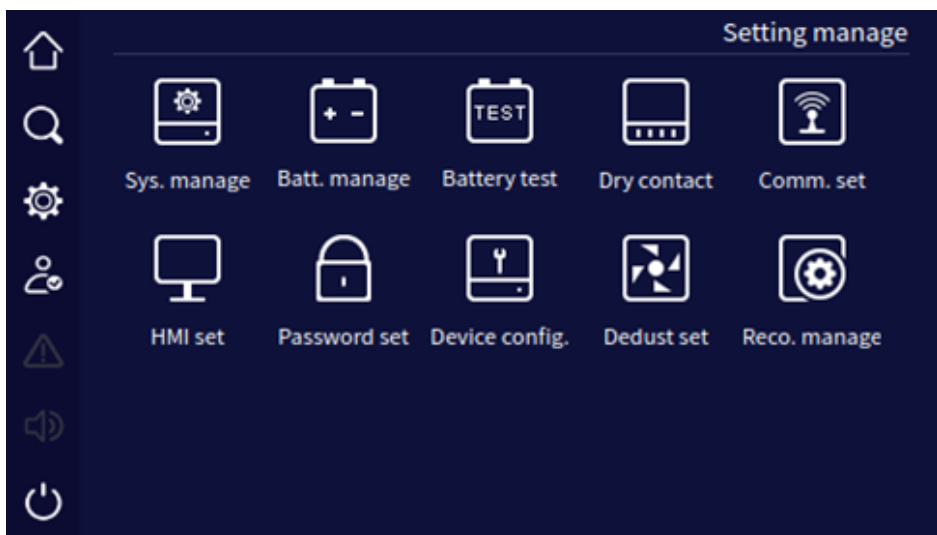 Setting manage
+ -
TEST
Sys. manage Batt. manage Battery test Dry contact Comm. set
HMI set Password set Device config. Dedust set Reco. manage